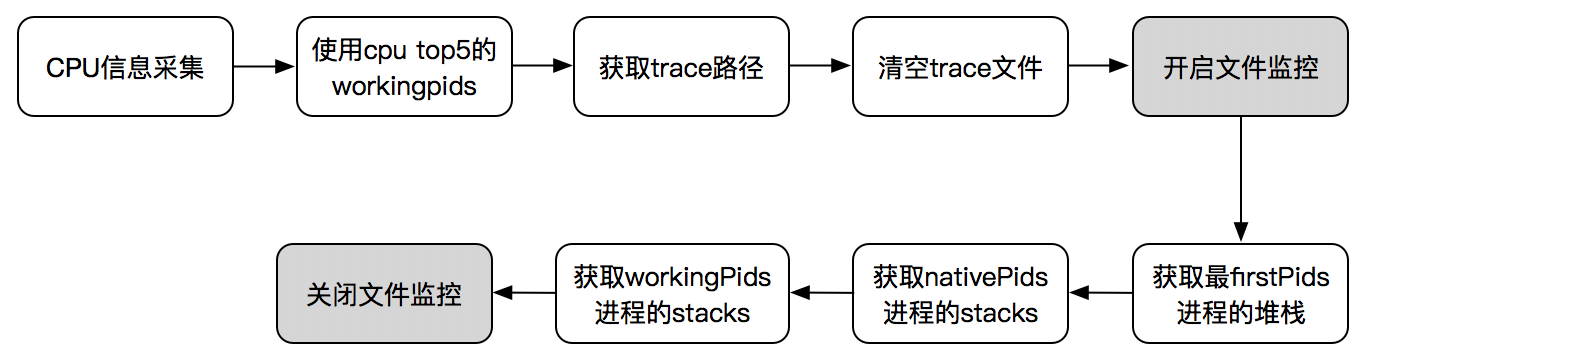 CPU信息采集
使用cpu top5的
workingpids
获取trace路径
清空trace文件
开启文件监控
关闭文件监控
获取workingPids
进程的stacks
获取nativePids
进程的stacks
获取最firstPids
进程的堆栈